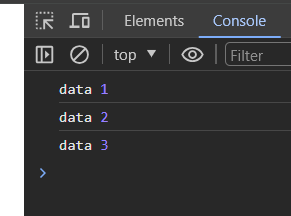 Elements Console
top Filter
data 1
data 2
data 3